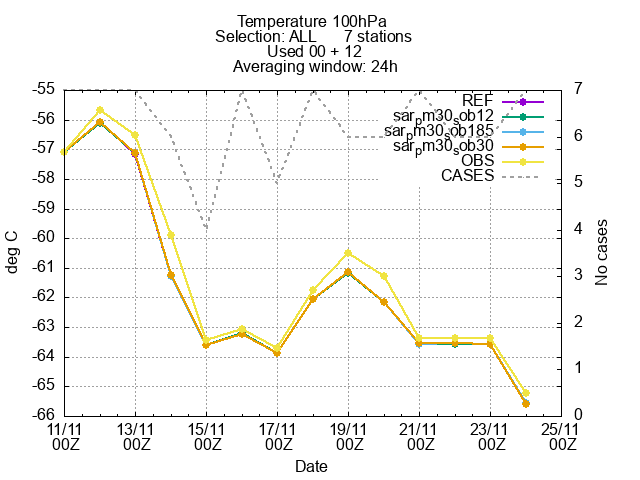 Temperature 100hPa
Selection: ALL 7 stations
Used 00 + 12
Averaging window: 24h
REF
sar_pm30_sob12
sar_pm30_sob185
sar_pm30_sob30
OBS
CASES
-55
-56
-57
-58
-59
-60
-61
-62
-63
-64
-65
-66
deg C
7
6
5
4
3
2
1
0
No cases
11/11 13/11 15/11 17/11 19/11 21/11 23/11 25/11
00Z 00Z 00Z 00Z 00Z 00Z 00Z 00Z
Date